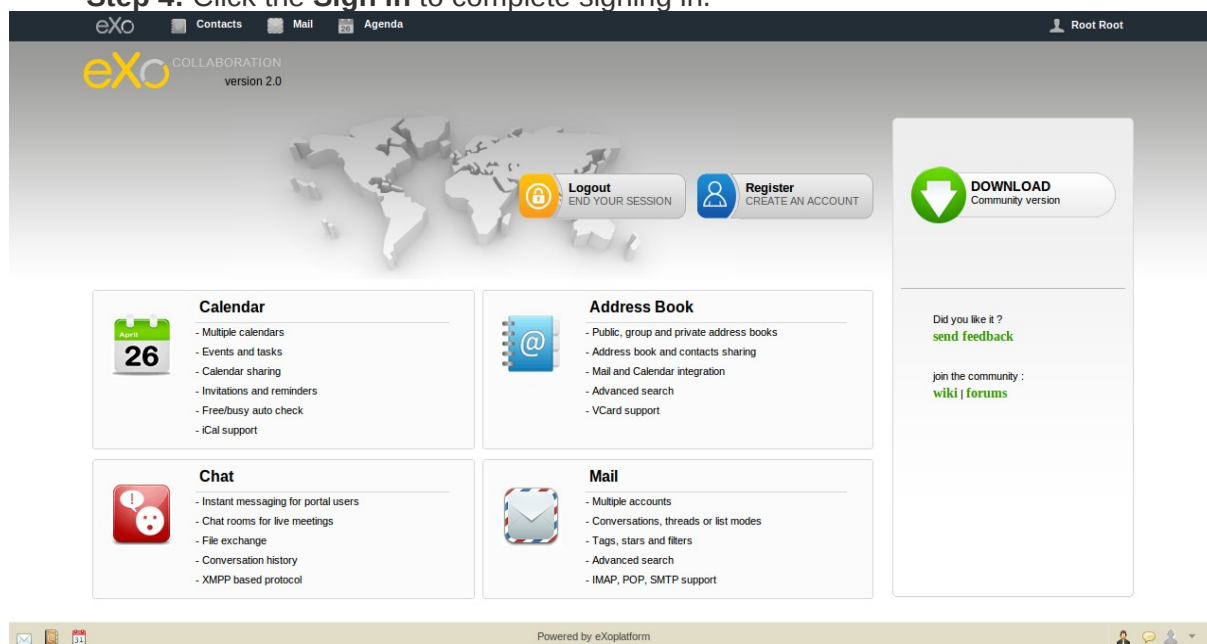 Step 4: Click the Sign in to complete signing in.
eXo Contacts Mail 26 Agenda Root Root
eXo COLLABORATION
version 2.0
Logout
END YOUR SESSION
Register
CREATE AN ACCOUNT
DOWNLOAD
Community version
April
26
Calendar
- Multiple calendars
- Events and tasks
- Calendar sharing
- Invitations and reminders
- Free/busy auto check
- iCal support
@
Address Book
- Public, group and private address books
- Address book and contacts sharing
- Mail and Calendar integration
- Advanced search
- VCard support
Did you like it ?
send feedback
join the community :
wiki | forums
Chat
- Instant messaging for portal users
- Chat rooms for live meetings
- File exchange
- Conversation history
- XMPP based protocol
Mail
- Multiple accounts
- Conversations, threads or list modes
- Tags, stars and filters
- Advanced search
- IMAP, POP, SMTP support
31
Powered by eXoplatform